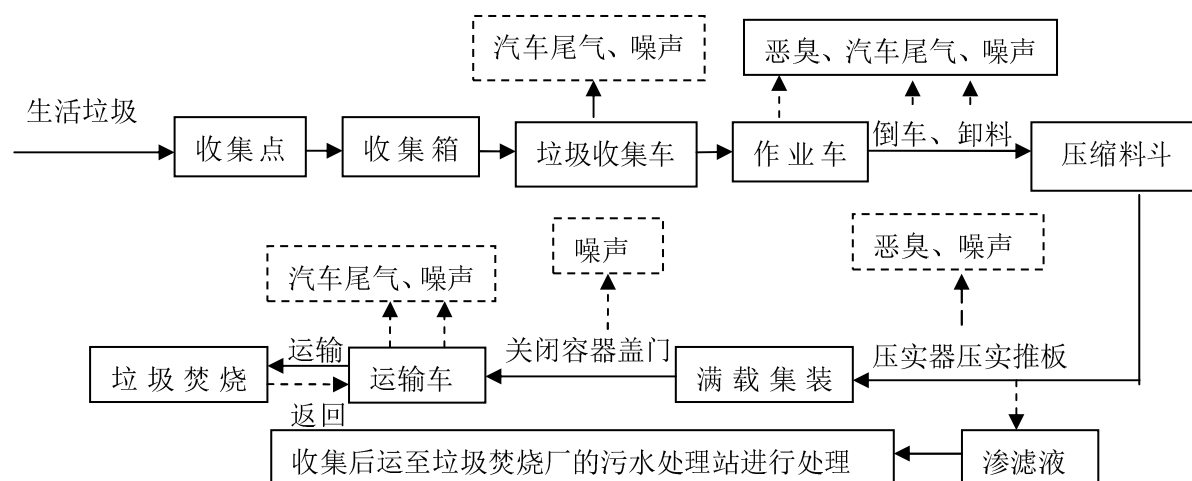 汽车尾气、噪声
恶臭、汽车尾气、噪声
生活垃圾
收集点
收集箱
垃圾收集车
作业车
倒车、卸料
压缩料斗
汽车尾气、噪声
噪声
恶臭、噪声
垃圾焚烧
运输
返回
运输车
关闭容器盖门
满载集装
压实器压实推板
收集后运至垃圾焚烧厂的污水处理站进行处理
渗滤液